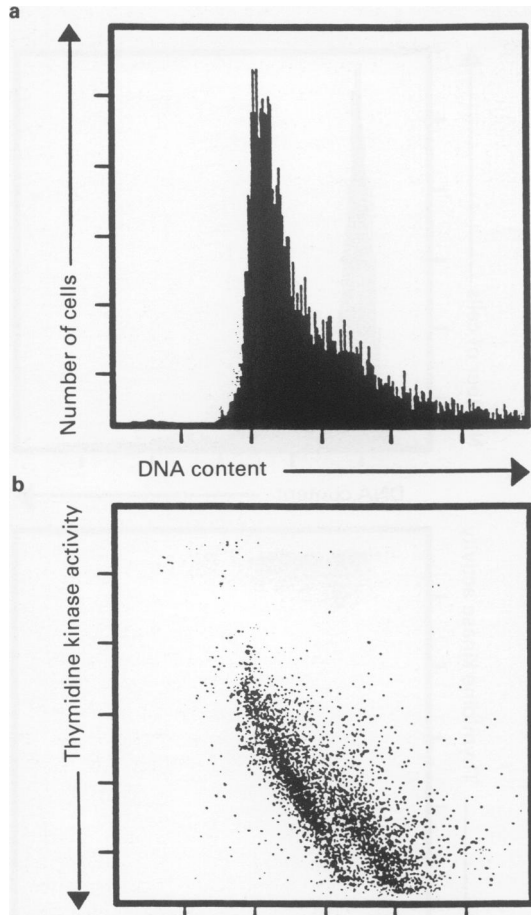 a
Number of cells
DNA content
b
Thymidine kinase activity